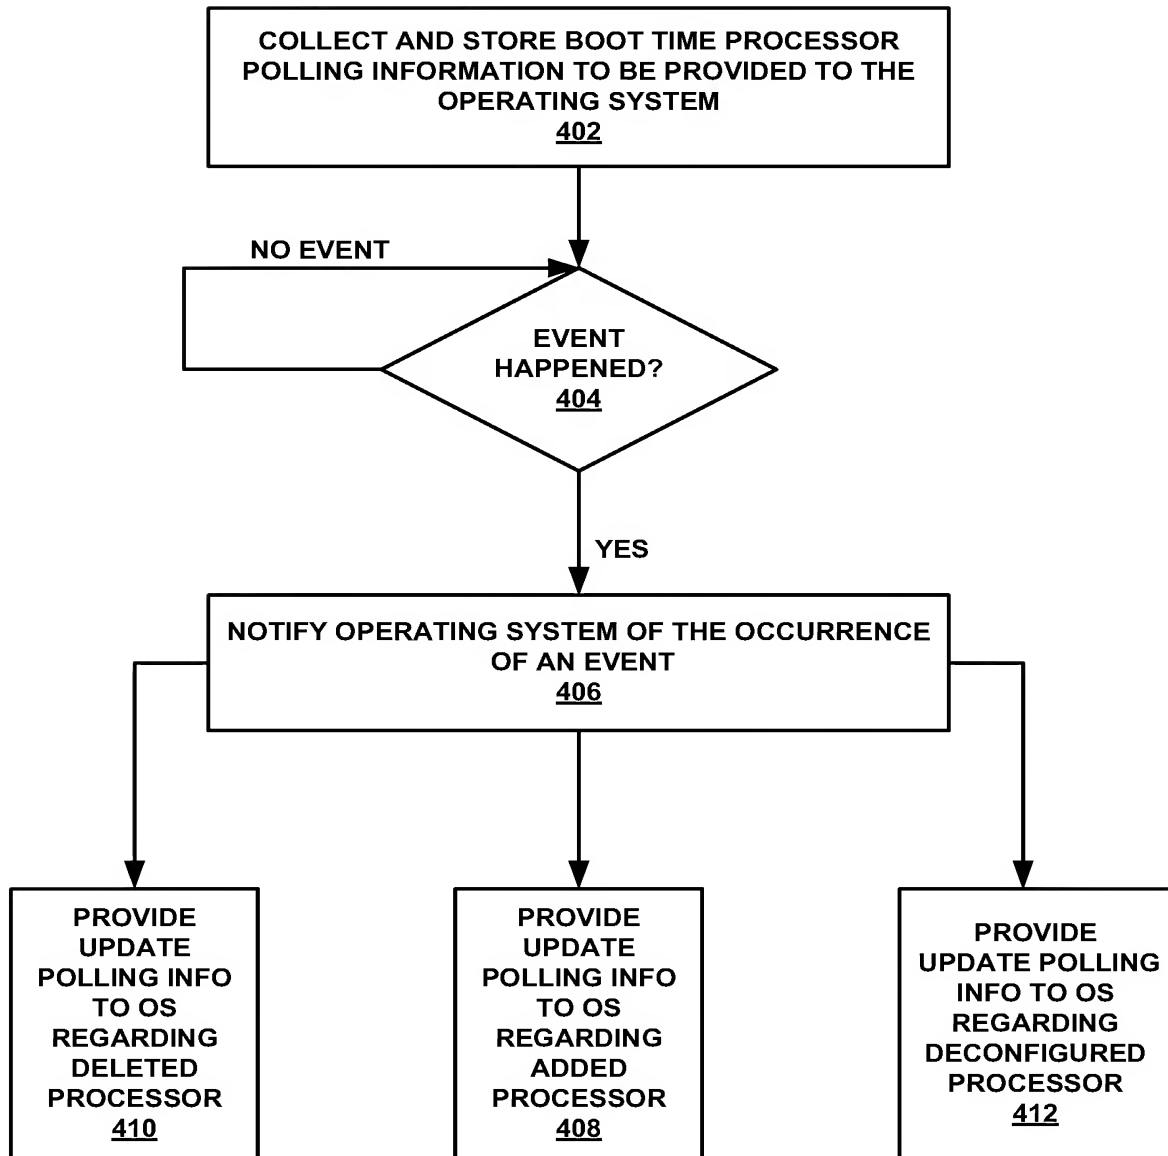 COLLECT AND STORE BOOT TIME PROCESSOR
POLLING INFORMATION TO BE PROVIDED TO THE
OPERATING SYSTEM
402
NO EVENT
EVENT
HAPPENED?
404
YES
NOTIFY OPERATING SYSTEM OF THE OCCURRENCE
OF AN EVENT
406
PROVIDE
UPDATE
POLLING INFO
TO OS
REGARDING
DELETED
PROCESSOR
410
PROVIDE
UPDATE
POLLING INFO
TO OS
REGARDING
ADDED
PROCESSOR
408
PROVIDE
UPDATE POLLING
INFO TO OS
REGARDING
DECONFIGURED
PROCESSOR
412